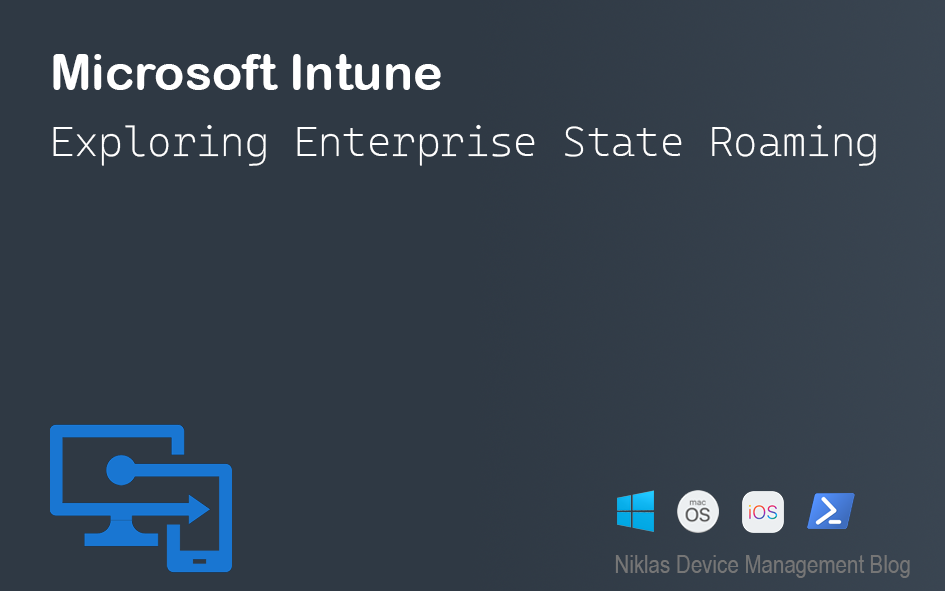 Microsoft Intune
Exploring Enterprise State Roaming
mac
OS
iOS
Niklas Device Management Blog